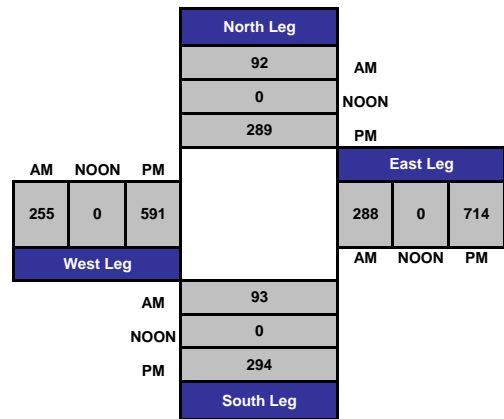 North Leg
92 AM
0 NOON
289 PM
AM NOON PM
East Leg
255 0 591
288 0 714
West Leg
AM NOON PM
AM 93
NOON 0
PM 294
South Leg